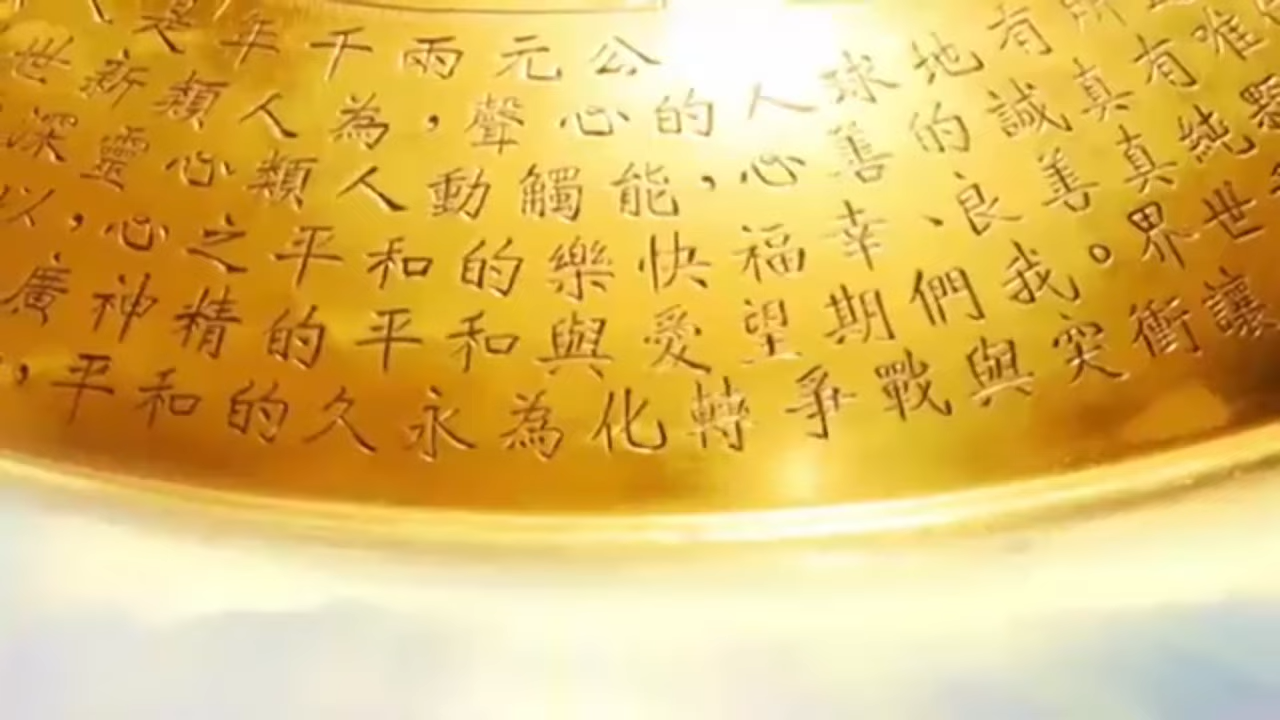 公元兩千年是
所有地球人的心聲，為人類新世
唯有真誠的善心，能觸動人類心靈深
顆純真善良、幸福快樂的和平之心，以
世界。我們期望愛與和平的精神廣
讓衝突與戰爭轉化為永久的和平，